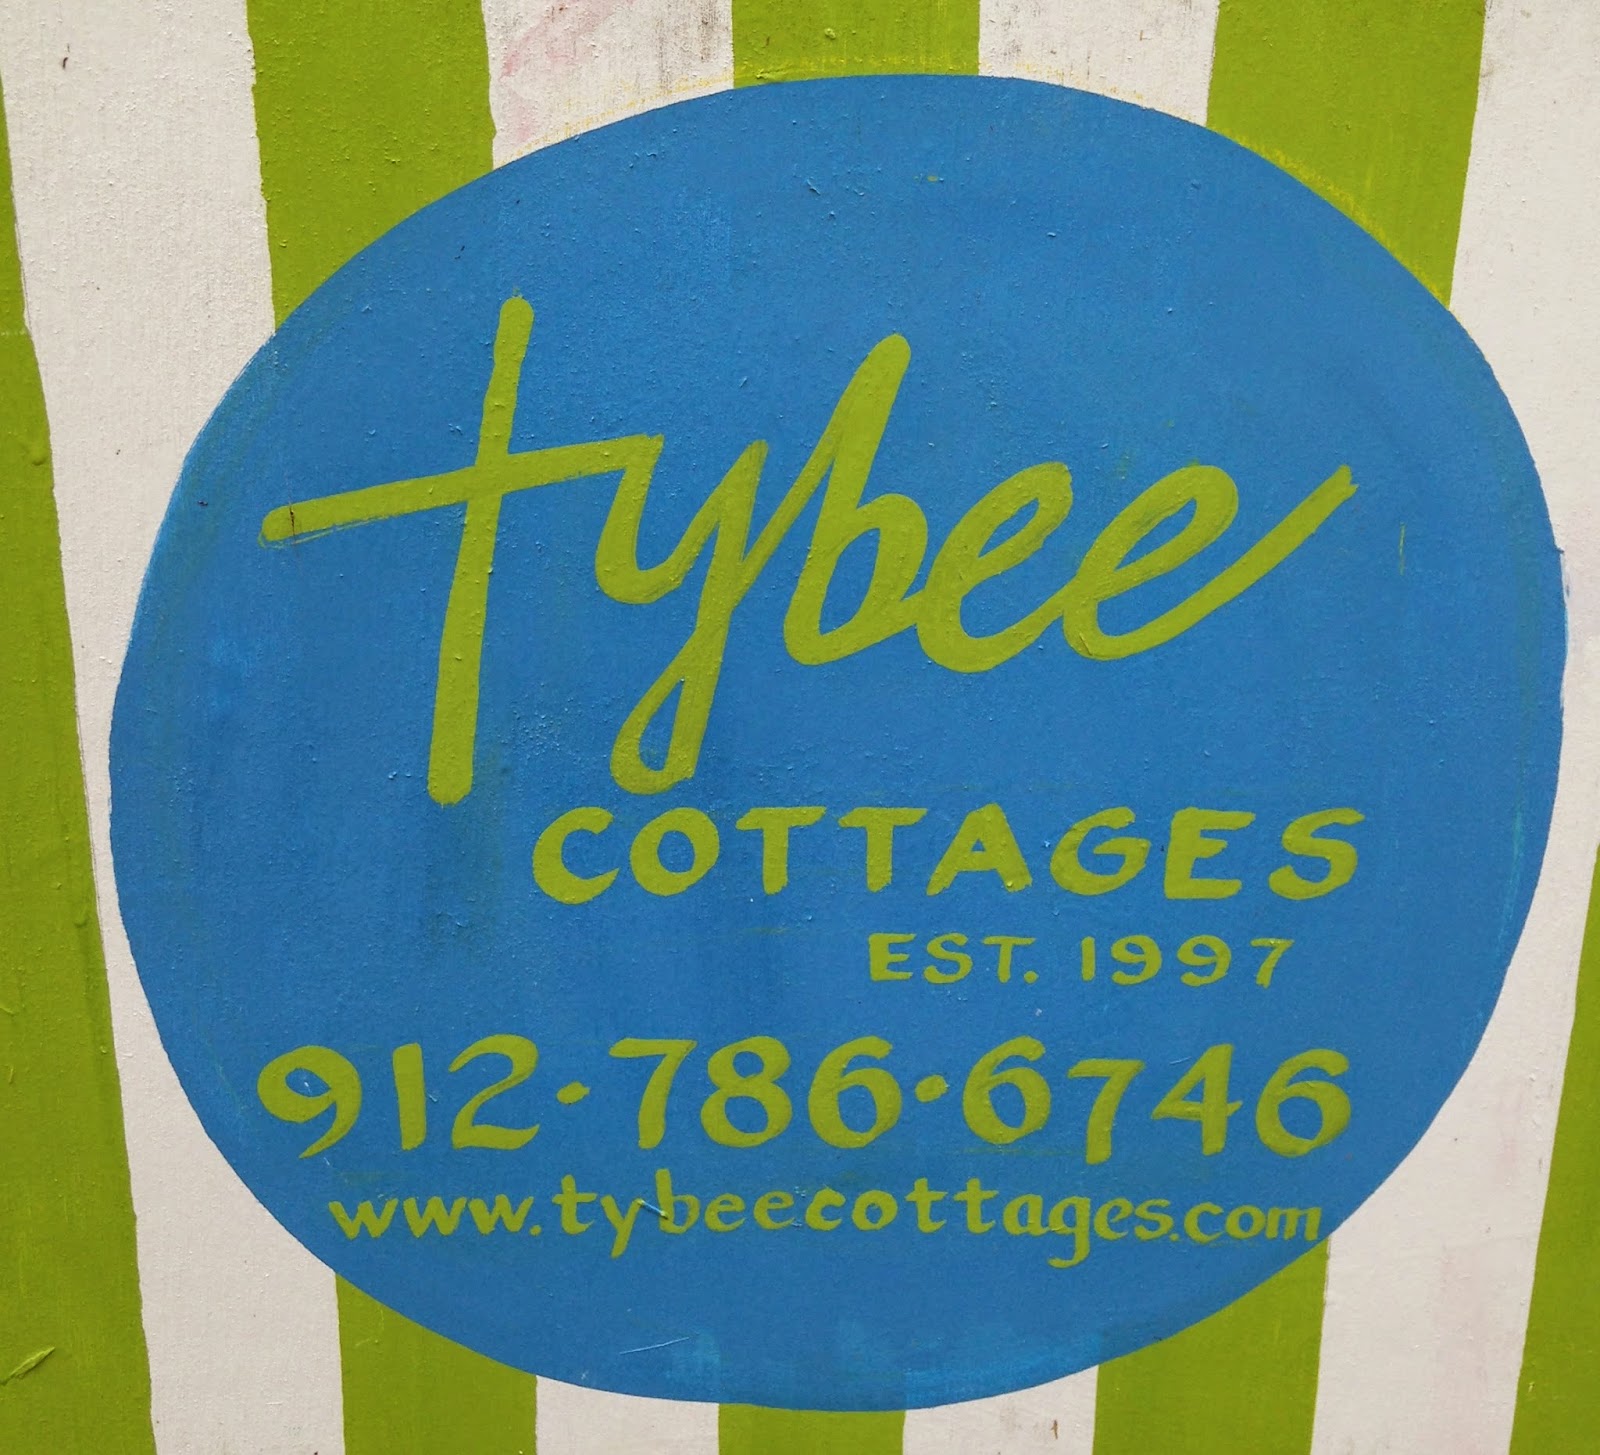 tybee
COTTAGES
EST. 1997
912·786·6746
www.tybeecottages.com